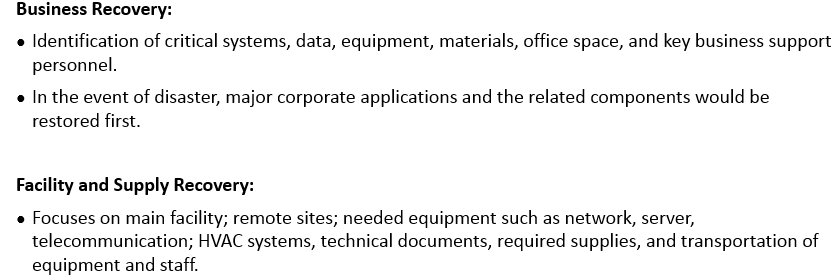 Business Recovery:
• Identification of critical systems, data, equipment, materials, office space, and key business support
personnel.
• In the event of disaster, major corporate applications and the related components would be
restored first.
Facility and Supply Recovery:
• Focuses on main facility; remote sites; needed equipment such as network, server,
telecommunication; HVAC systems, technical documents, required supplies, and transportation of
equipment and staff.